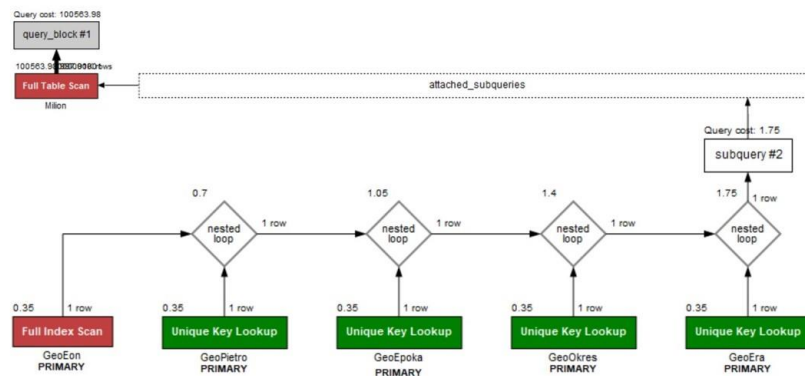 Query cost: 100563.98
query_block #1
rows
Full Table Scan
Milion
attached_subqueries
Query cost: 1.75
subquery #2
0.7
1.05
1.4
1.75
1 row
nested loop
1 row
nested loop
1 row
nested loop
1 row
nested loop
0.35 1 row
0.35 1 row
0.35 1 row
0.35 1 row
0.35 1 row
Full Index Scan
Unique Key Lookup
Unique Key Lookup
Unique Key Lookup
Unique Key Lookup
GeoEon
GeoPietro
GeoEpoka
GeoOkres
GeoEra
PRIMARY
PRIMARY
PRIMARY
PRIMARY
PRIMARY